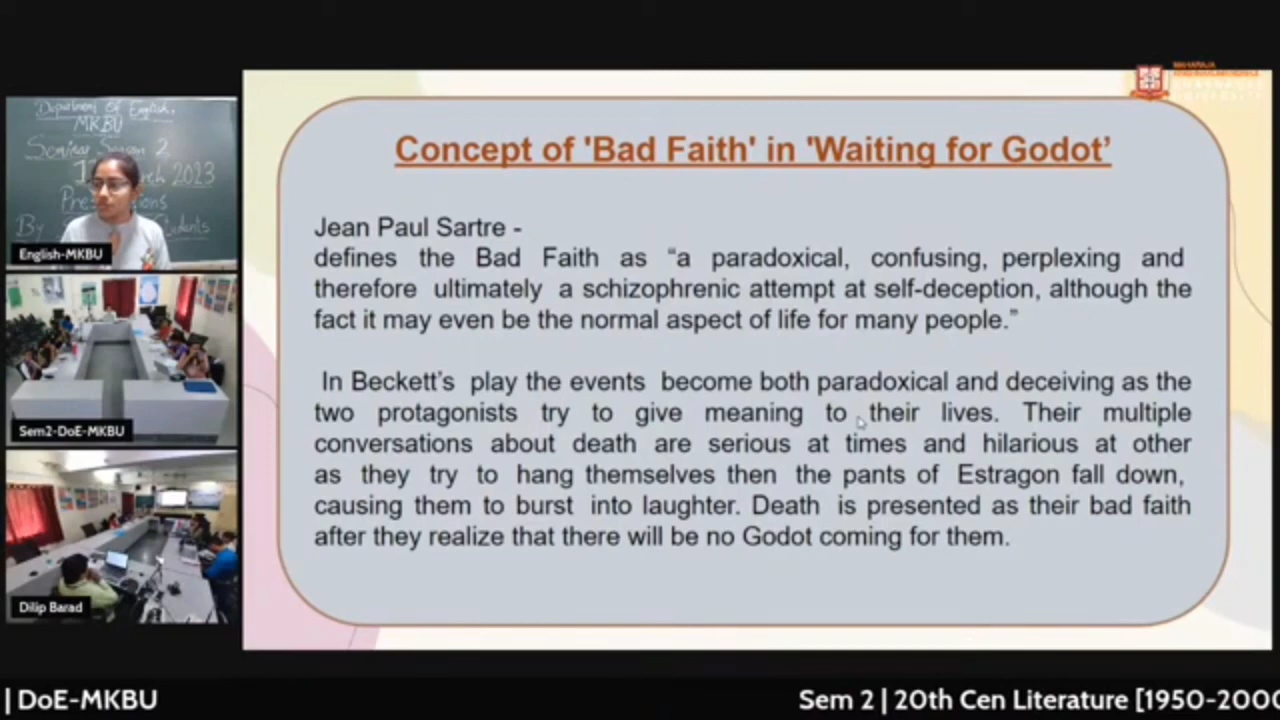 Department of English,
MKBU
Seminar Season 2
March 2023
By Students
English-MKBU
Sem2-DoE-MKBU
Dilip Barad
MAHARAJA
Concept of 'Bad Faith' in 'Waiting for Godot’
Jean Paul Sartre -
defines the Bad Faith as “a paradoxical, confusing, perplexing and
therefore ultimately a schizophrenic attempt at self-deception, although the
fact it may even be the normal aspect of life for many people.”
In Beckett’s play the events become both paradoxical and deceiving as the
two protagonists try to give meaning to their lives. Their multiple
conversations about death are serious at times and hilarious at other
as they try to hang themselves then the pants of Estragon fall down,
causing them to burst into laughter. Death is presented as their bad faith
after they realize that there will be no Godot coming for them.
| DoE-MKBU
Sem 2 | 20th Cen Literature [1950-2000